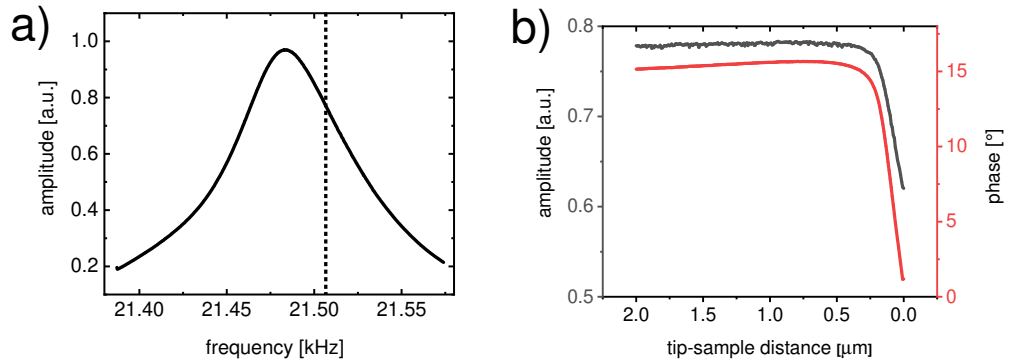 a)
1.0
0.8
0.6
0.4
0.2
amplitude [a.u.]
21.40 21.45 21.50 21.55
frequency [kHz]
b)
0.8
0.7
0.6
0.5
amplitude [a.u.]
15
10
5
0
phase [°]
2.0 1.5 1.0 0.5 0.0
tip-sample distance [μm]